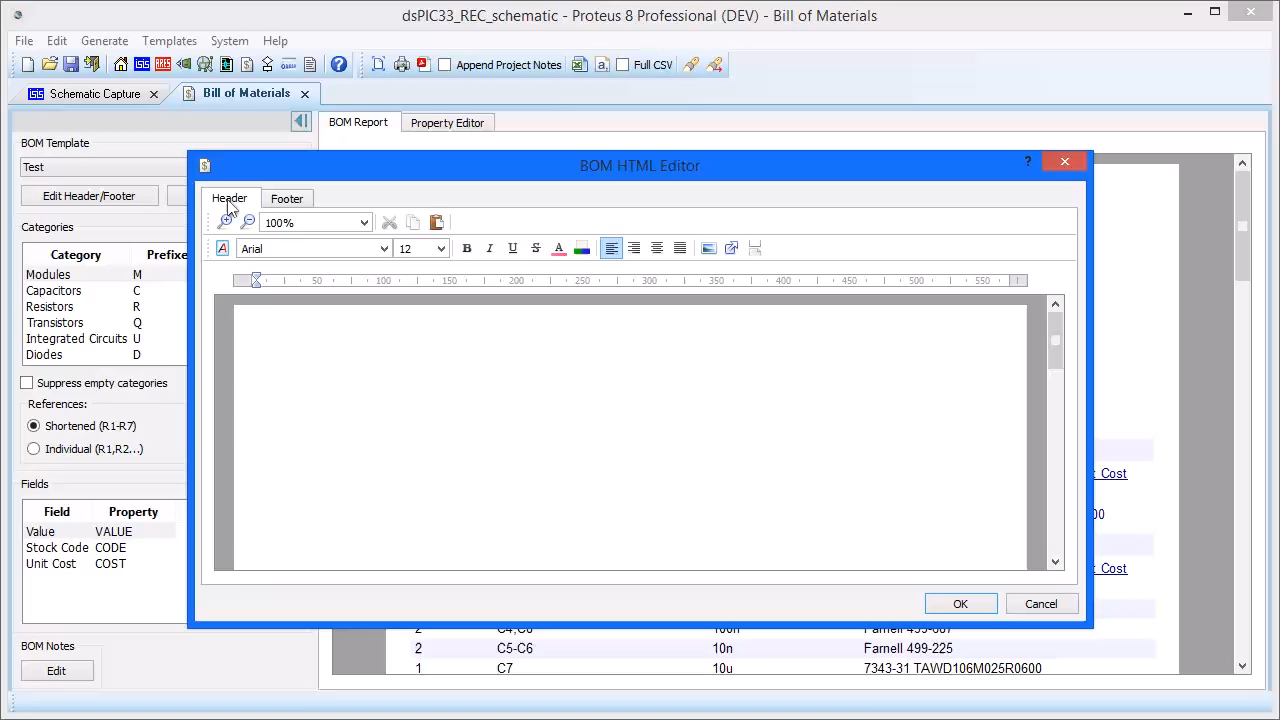 dsPIC33_REC_schematic - Proteus 8 Professional (DEV) - Bill of Materials
File Edit Generate Templates System Help
Append Project Notes Full CSV
Schematic Capture Bill of Materials
BOM Report Property Editor
BOM Template
Test
Edit Header/Footer
BOM HTML Editor
Header Footer
100%
Arial 12
50 100 150 200 250 300 350 400 450 500 550
Categories
Category Prefixe
Modules M
Capacitors C
Resistors R
Transistors Q
Integrated Circuits U
Diodes D
Suppress empty categories
References:
Shortened (R1-R7)
Individual (R1,R2...)
Fields
Field Property
Value VALUE
Stock Code CODE
Unit Cost COST
Cost
00
Cost
OK Cancel
BOM Notes
Edit
2 C5-C6 10n Farnell 499-225
1 C7 10u 7343-31 TAWD106M025R0600